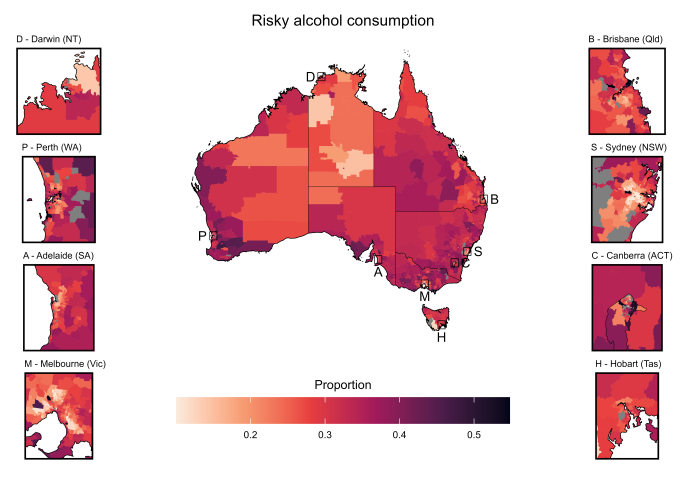 Risky alcohol consumption
D - Darwin (NT)
B - Brisbane (Qld)
D
P - Perth (WA)
S - Sydney (NSW)
B
P
S
A - Adelaide (SA)
C - Canberra (ACT)
C
A
M
M - Melbourne (Vic)
H - Hobart (Tas)
H
Proportion
0.2 0.3 0.4 0.5